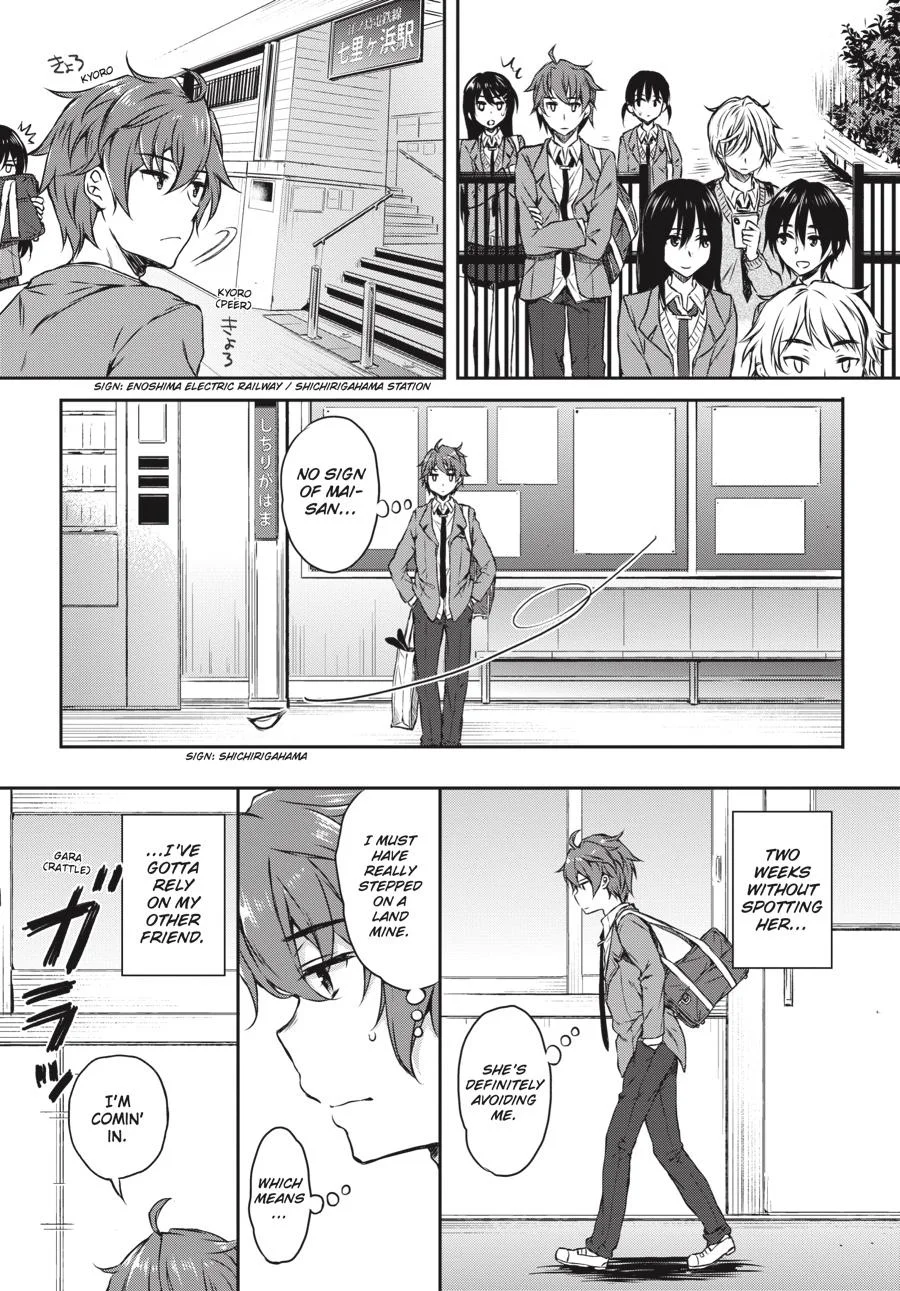 江ノ島電鉄線
七里ヶ浜駅
きょろ
KYORO
KYORO
(PEER)
きょろ
SIGN: ENOSHIMA ELECTRIC RAILWAY / SHICHIRIGAHAMA STATION
しちりがはま
NO SIGN
OF MAI-
SAN...
SIGN: SHICHIRIGAHAMA
TWO
WEEKS
WITHOUT
SPOTTING
HER...
SHE'S
DEFINITELY
AVOIDING
ME.
I MUST
HAVE
REALLY
STEPPED
ON A
LAND
MINE.
WHICH
MEANS
...
...I'VE
GOTTA
RELY
ON MY
OTHER
FRIEND.
GARA
(RATTLE)
ガラ
I'M
COMIN'
IN.